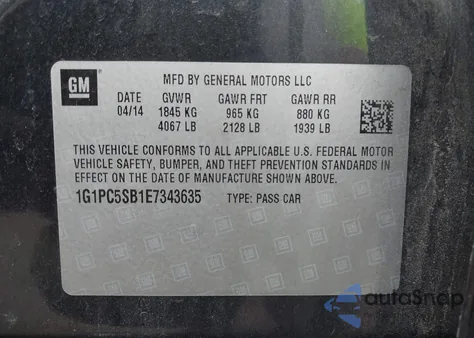 GM
MFD BY GENERAL MOTORS LLC
DATE GVWR GAWR FRT GAWR RR
04/14 1845 KG 965 KG 880 KG
4067 LB 2128 LB 1939 LB
THIS VEHICLE CONFORMS TO ALL APPLICABLE U.S. FEDERAL MOTOR
VEHICLE SAFETY, BUMPER, AND THEFT PREVENTION STANDARDS IN
EFFECT ON THE DATE OF MANUFACTURE SHOWN ABOVE.
1G1PC5SB1E7343635 TYPE: PASS CAR
autoSnap